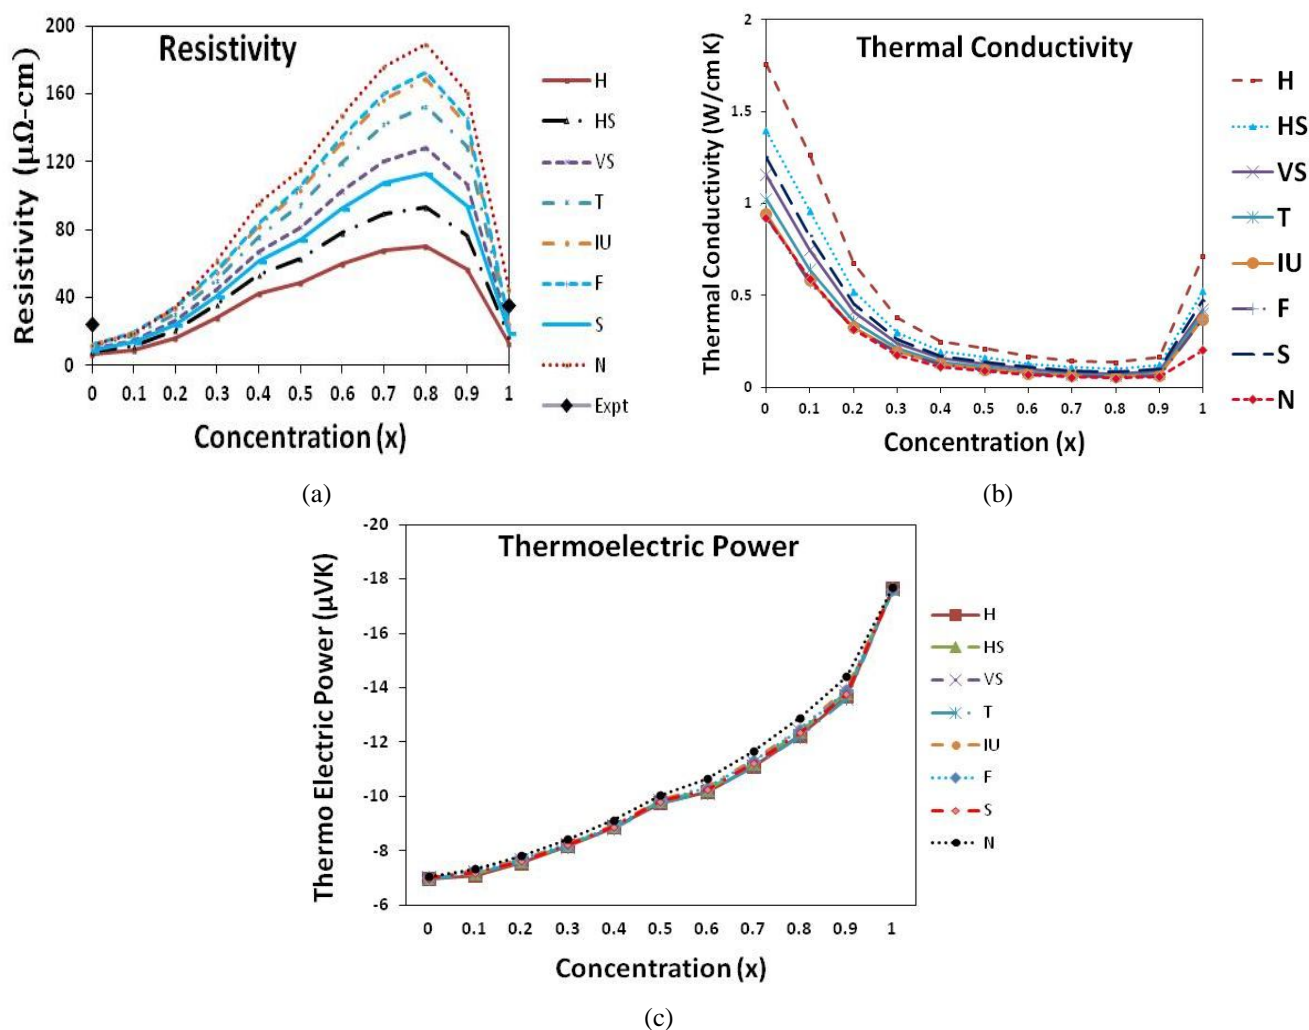 Resistivity
Resistivity (µΩ-cm)
200
160
120
80
40
0
0 0.1 0.2 0.3 0.4 0.5 0.6 0.7 0.8 0.9 1
Concentration (x)
H
HS
VS
T
IU
F
S
N
Expt
(a)
Thermal Conductivity
Thermal Conductivity (W/cm K)
2
1.5
1
0.5
0
0 0.1 0.2 0.3 0.4 0.5 0.6 0.7 0.8 0.9 1
Concentration (x)
H
HS
VS
T
IU
F
S
N
(b)
Thermoelectric Power
Thermo Electric Power (µVK)
-20
-18
-16
-14
-12
-10
-8
-6
0 0.1 0.2 0.3 0.4 0.5 0.6 0.7 0.8 0.9 1
Concentration (x)
H
HS
VS
T
IU
F
S
N
(c)